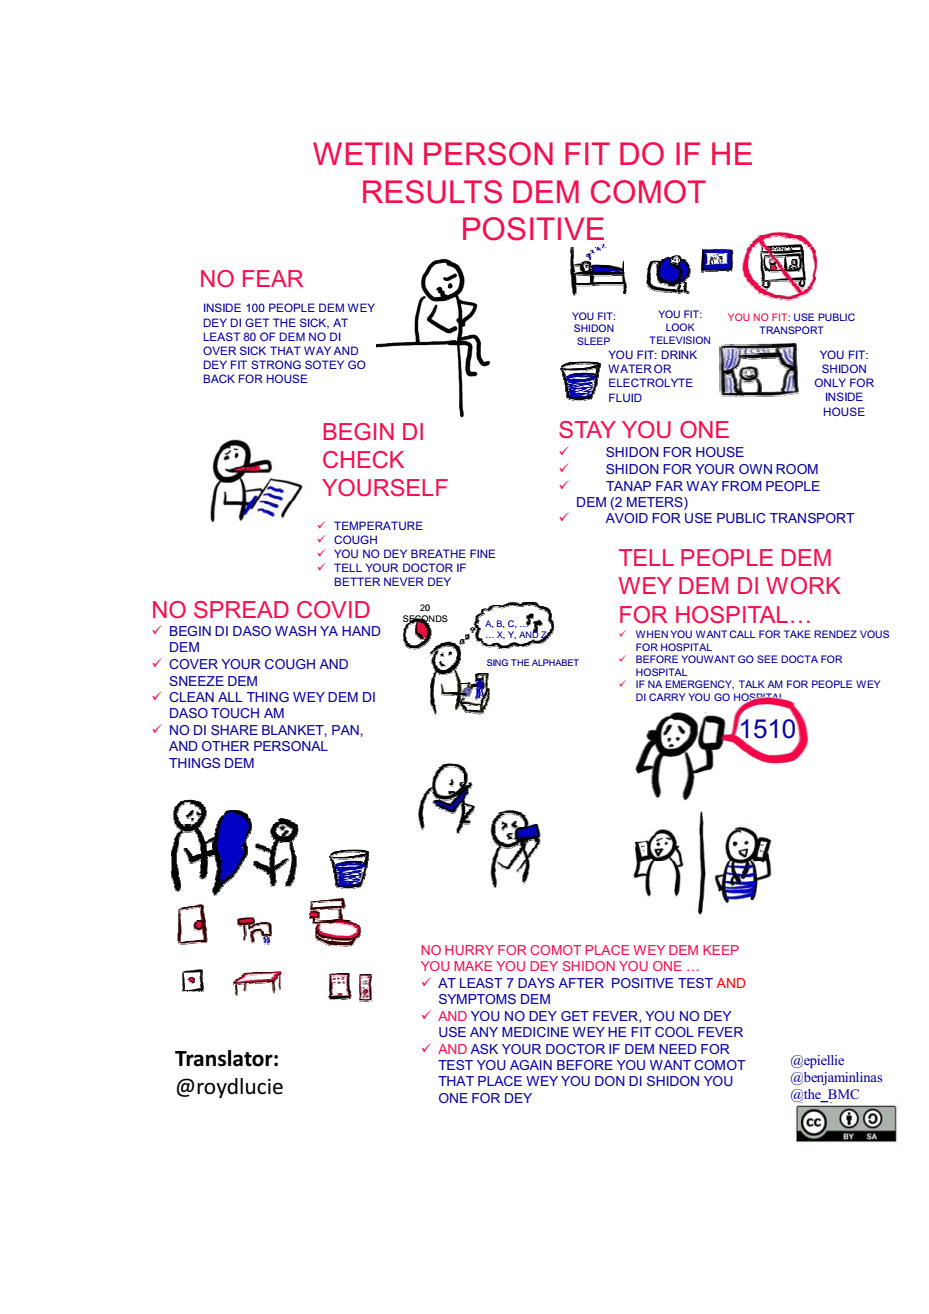 WETIN PERSON FIT DO IF HE
RESULTS DEM COMOT
POSITIVE
NO FEAR
INSIDE 100 PEOPLE DEM WEY
DEY DI GET THE SICK, AT
LEAST 80 OF DEM NO DI
OVER SICK THAT WAY AND
DEY FIT STRONG SOTEY GO
BACK FOR HOUSE
YOU FIT:
SHIDON
SLEEP
YOU FIT:
LOOK
TELEVISION
YOU NO FIT: USE PUBLIC
TRANSPORT
YOU FIT: DRINK
WATER OR
ELECTROLYTE
FLUID
YOU FIT:
SHIDON
ONLY FOR
INSIDE
HOUSE
BEGIN DI
CHECK
YOURSELF
✓ TEMPERATURE
✓ COUGH
✓ YOU NO DEY BREATHE FINE
✓ TELL YOUR DOCTOR IF
BETTER NEVER DEY
STAY YOU ONE
✓ SHIDON FOR HOUSE
✓ SHIDON FOR YOUR OWN ROOM
✓ TANAP FAR WAY FROM PEOPLE
DEM (2 METERS)
✓ AVOID FOR USE PUBLIC TRANSPORT
NO SPREAD COVID
✓ BEGIN DI DASO WASH YA HAND
DEM
✓ COVER YOUR COUGH AND
SNEEZE DEM
✓ CLEAN ALL THING WEY DEM DI
DASO TOUCH AM
✓ NO DI SHARE BLANKET, PAN,
AND OTHER PERSONAL
THINGS DEM
20
SECONDS
A, B, C, ...
... X, Y, AND Z
SING THE ALPHABET
TELL PEOPLE DEM
WEY DEM DI WORK
FOR HOSPITAL...
✓ WHEN YOU WANT CALL FOR TAKE RENDEZ VOUS
FOR HOSPITAL
✓ BEFORE YOUWANT GO SEE DOCTA FOR
HOSPITAL
✓ IF NA EMERGENCY, TALK AM FOR PEOPLE WEY
DI CARRY YOU GO HOSPITAL
1510
NO HURRY FOR COMOT PLACE WEY DEM KEEP
YOU MAKE YOU DEY SHIDON YOU ONE ...
✓ AT LEAST 7 DAYS AFTER POSITIVE TEST AND
SYMPTOMS DEM
✓ AND YOU NO DEY GET FEVER, YOU NO DEY
USE ANY MEDICINE WEY HE FIT COOL FEVER
✓ AND ASK YOUR DOCTOR IF DEM NEED FOR
TEST YOU AGAIN BEFORE YOU WANT COMOT
THAT PLACE WEY YOU DON DI SHIDON YOU
ONE FOR DEY
Translator:
@roydlucie
@epiellie
@benjaminlinas
@the_BMC
cc
BY SA